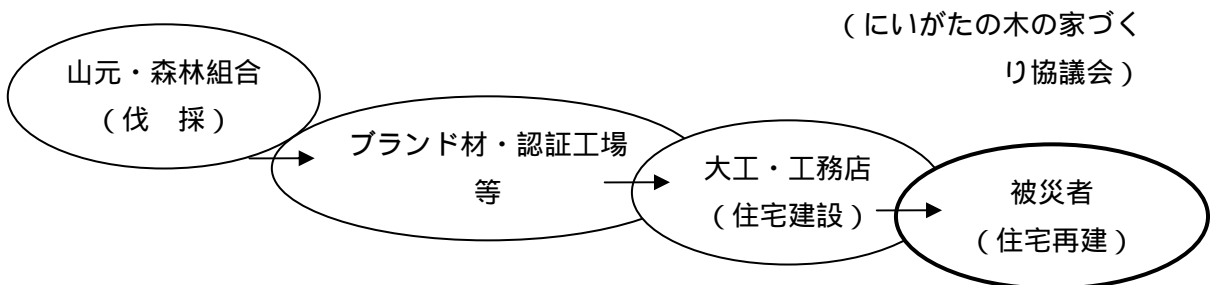 （にいがたの木の家づく
り協議会）
山元・森林組合
（伐　採）
ブランド材・認証工場
等
大工・工務店
（住宅建設）
被災者
（住宅再建）